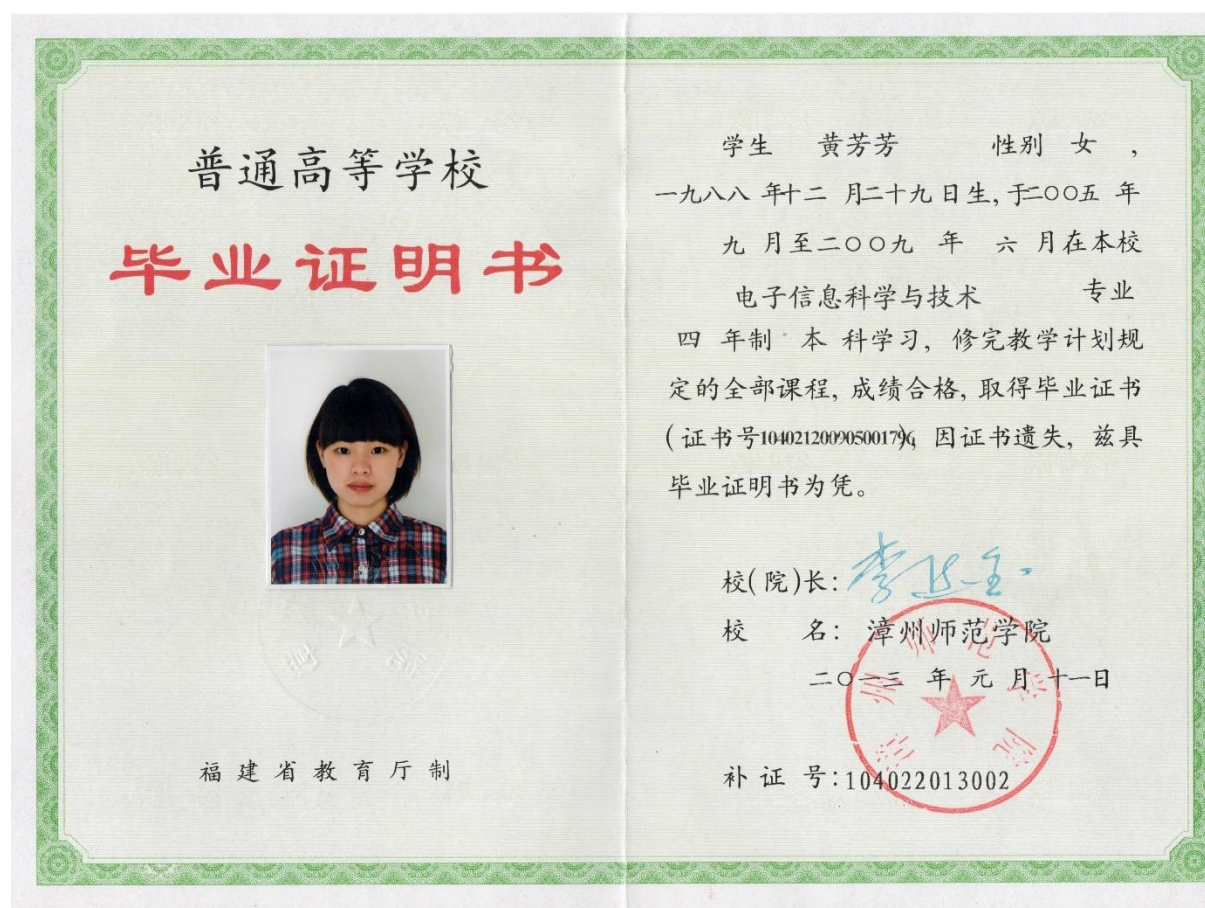 普通高等学校
毕业证明书
福建省教育厅制
学生 黄芳芳 性别 女 ,
一九八八 年十二 月二十九日生,于二〇〇五 年
九 月至二〇〇九 年 六 月在本校
电子信息科学与技术 专业
四 年制 本 科学习, 修完教学计划规
定的全部课程, 成绩合格, 取得毕业证书
(证书号104021200905001796), 因证书遗失, 兹具
毕业证明书为凭。
校(院)长:
校 名: 漳州师范学院
二〇一三 年 元 月 十一日
补 证 号:104022013002
漳州师范学院